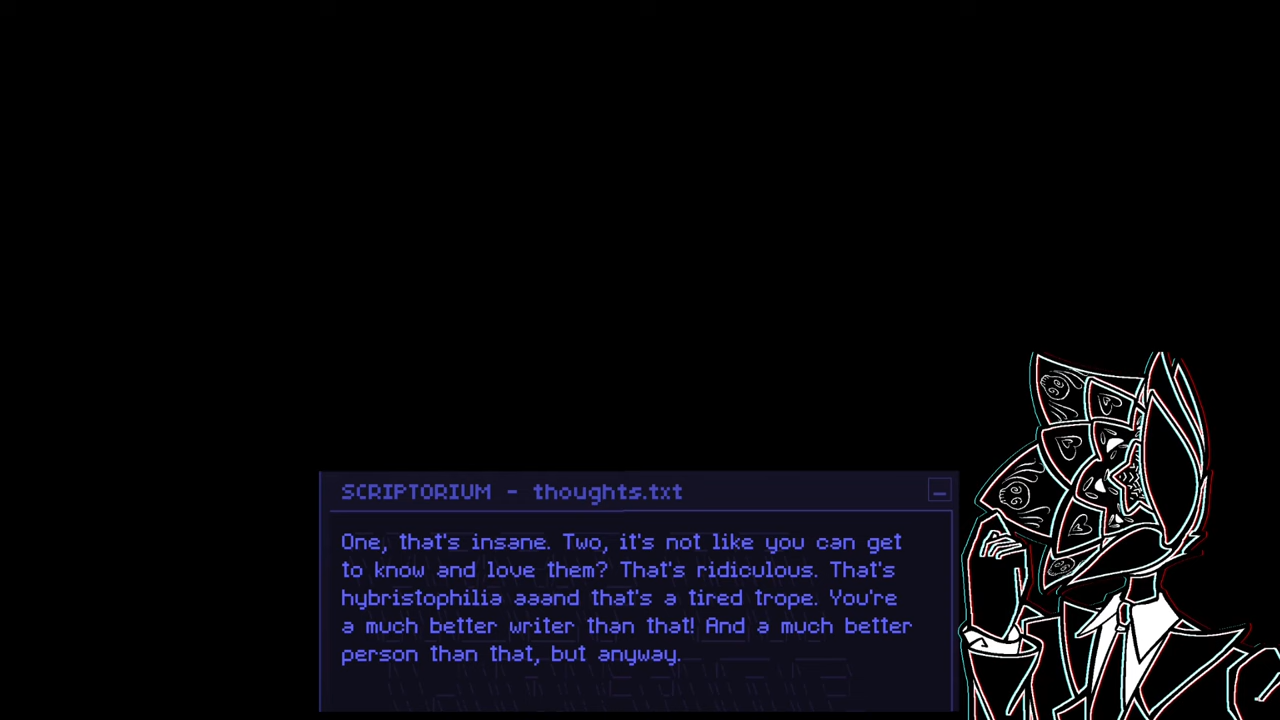 SCRIPTORIUM - thoughts.txt
One, that's insane. Two, it's not like you can get
to know and love them? That's ridiculous. That's
hybristophilia aaand that's a tired trope. You're
a much better writer than that! And a much better
person than that, but anyway.